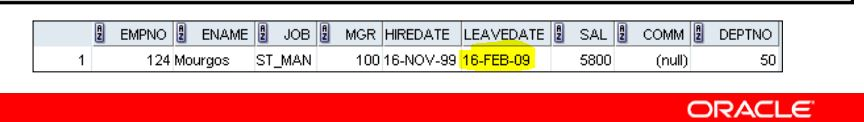 EMPNO ENAME JOB MGR HIREDATE LEAVEDATE SAL COMM DEPTNO
1 124 Mourgos ST_MAN 100 16-NOV-99 16-FEB-09 5800 (null) 50
ORACLE